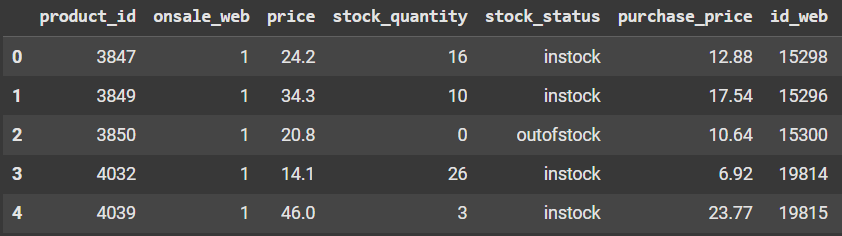 product_id onsale_web price stock_quantity stock_status purchase_price id_web
0 3847 1 24.2 16 instock 12.88 15298
1 3849 1 34.3 10 instock 17.54 15296
2 3850 1 20.8 0 outofstock 10.64 15300
3 4032 1 14.1 26 instock 6.92 19814
4 4039 1 46.0 3 instock 23.77 19815